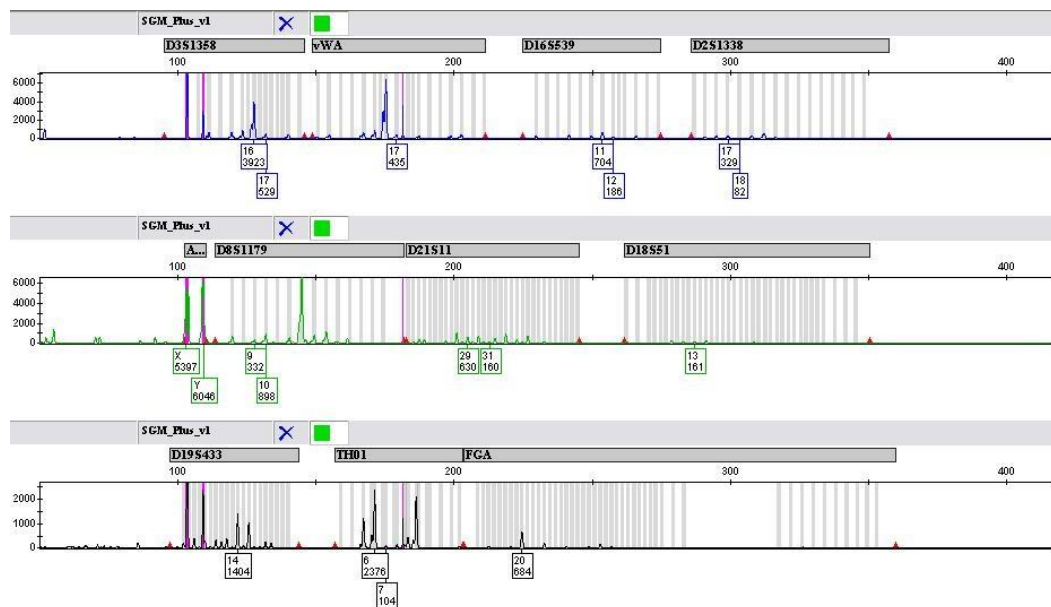 SGM_Plus_v1
D3S1358 vWA D16S539 D2S1338
100 200 300 400
6000
4000
2000
0
16 3923
17 529
17 435
11 704
12 186
17 329
18 82
SGM_Plus_v1
A... D8S1179 D21S11 D18S51
100 200 300 400
6000
4000
2000
0
X 5397
Y 6046
9 332
10 898
29 630
31 160
13 161
SGM_Plus_v1
D19S433 TH01 FGA
100 200 300 400
2000
1000
0
14 1404
6 2376
7 104
20 684